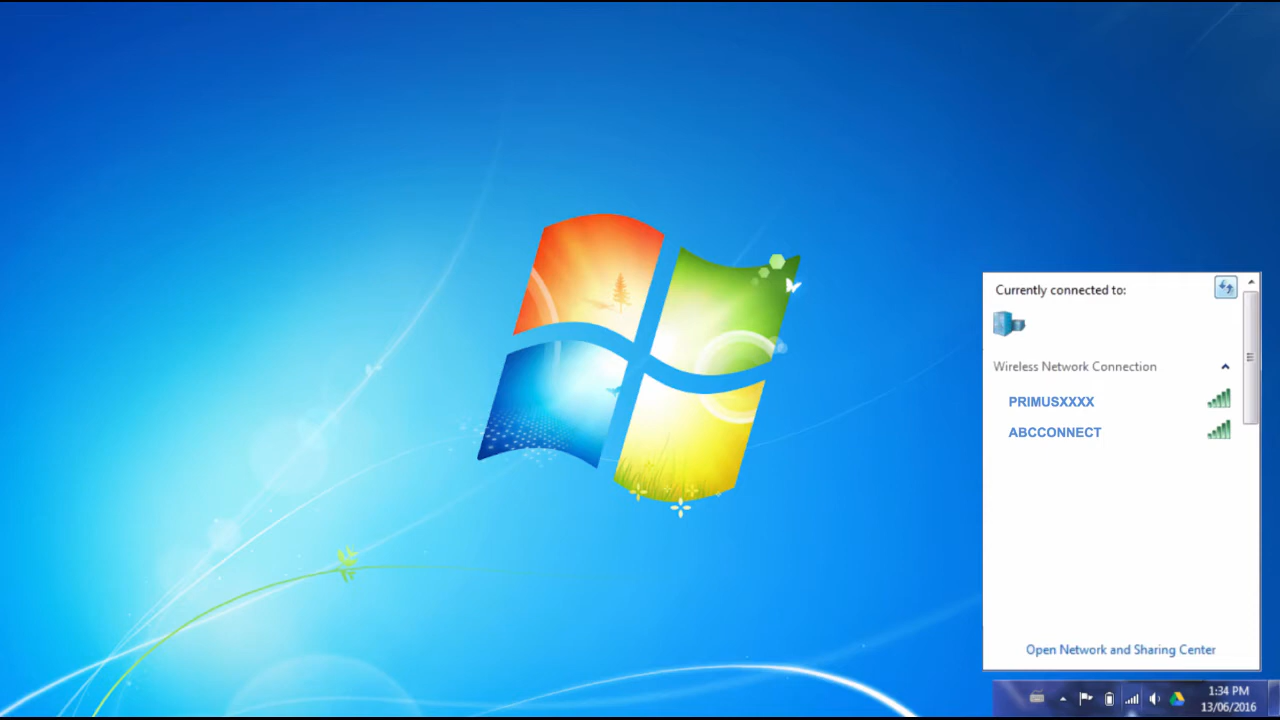 Currently connected to:
Wireless Network Connection
PRIMUSXXXX
ABCCONNECT
Open Network and Sharing Center
1:34 PM
13/06/2016